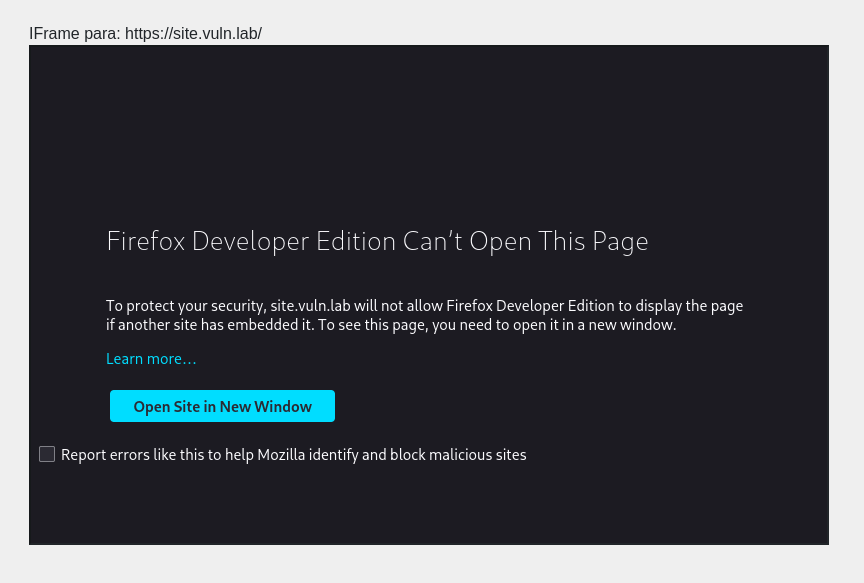 IFrame para: https://site.vuln.lab/
Firefox Developer Edition Can't Open This Page
To protect your security, site.vuln.lab will not allow Firefox Developer Edition to display the page
if another site has embedded it. To see this page, you need to open it in a new window.
Learn more…
Open Site in New Window
Report errors like this to help Mozilla identify and block malicious sites